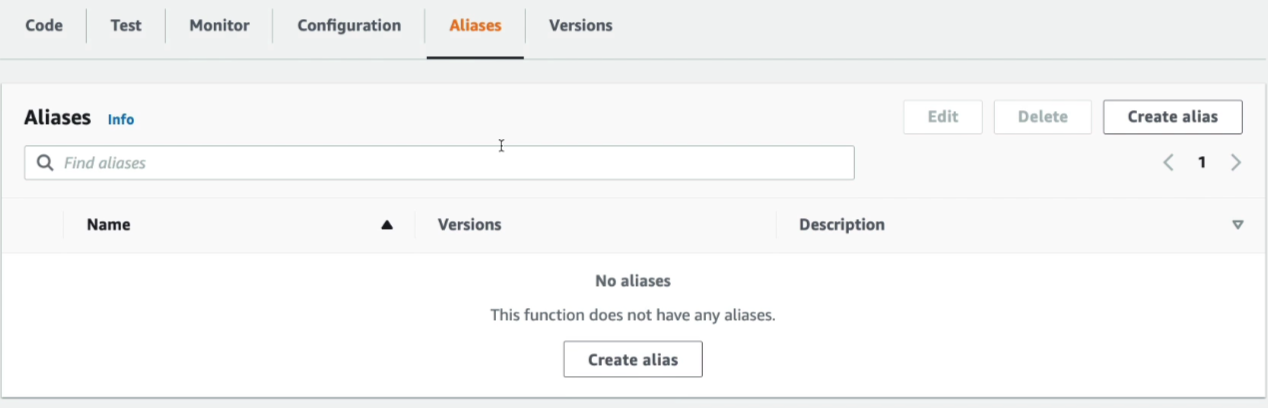 Code Test Monitor Configuration Aliases Versions
Aliases Info Edit Delete Create alias
Find aliases 1
Name Versions Description
No aliases
This function does not have any aliases.
Create alias